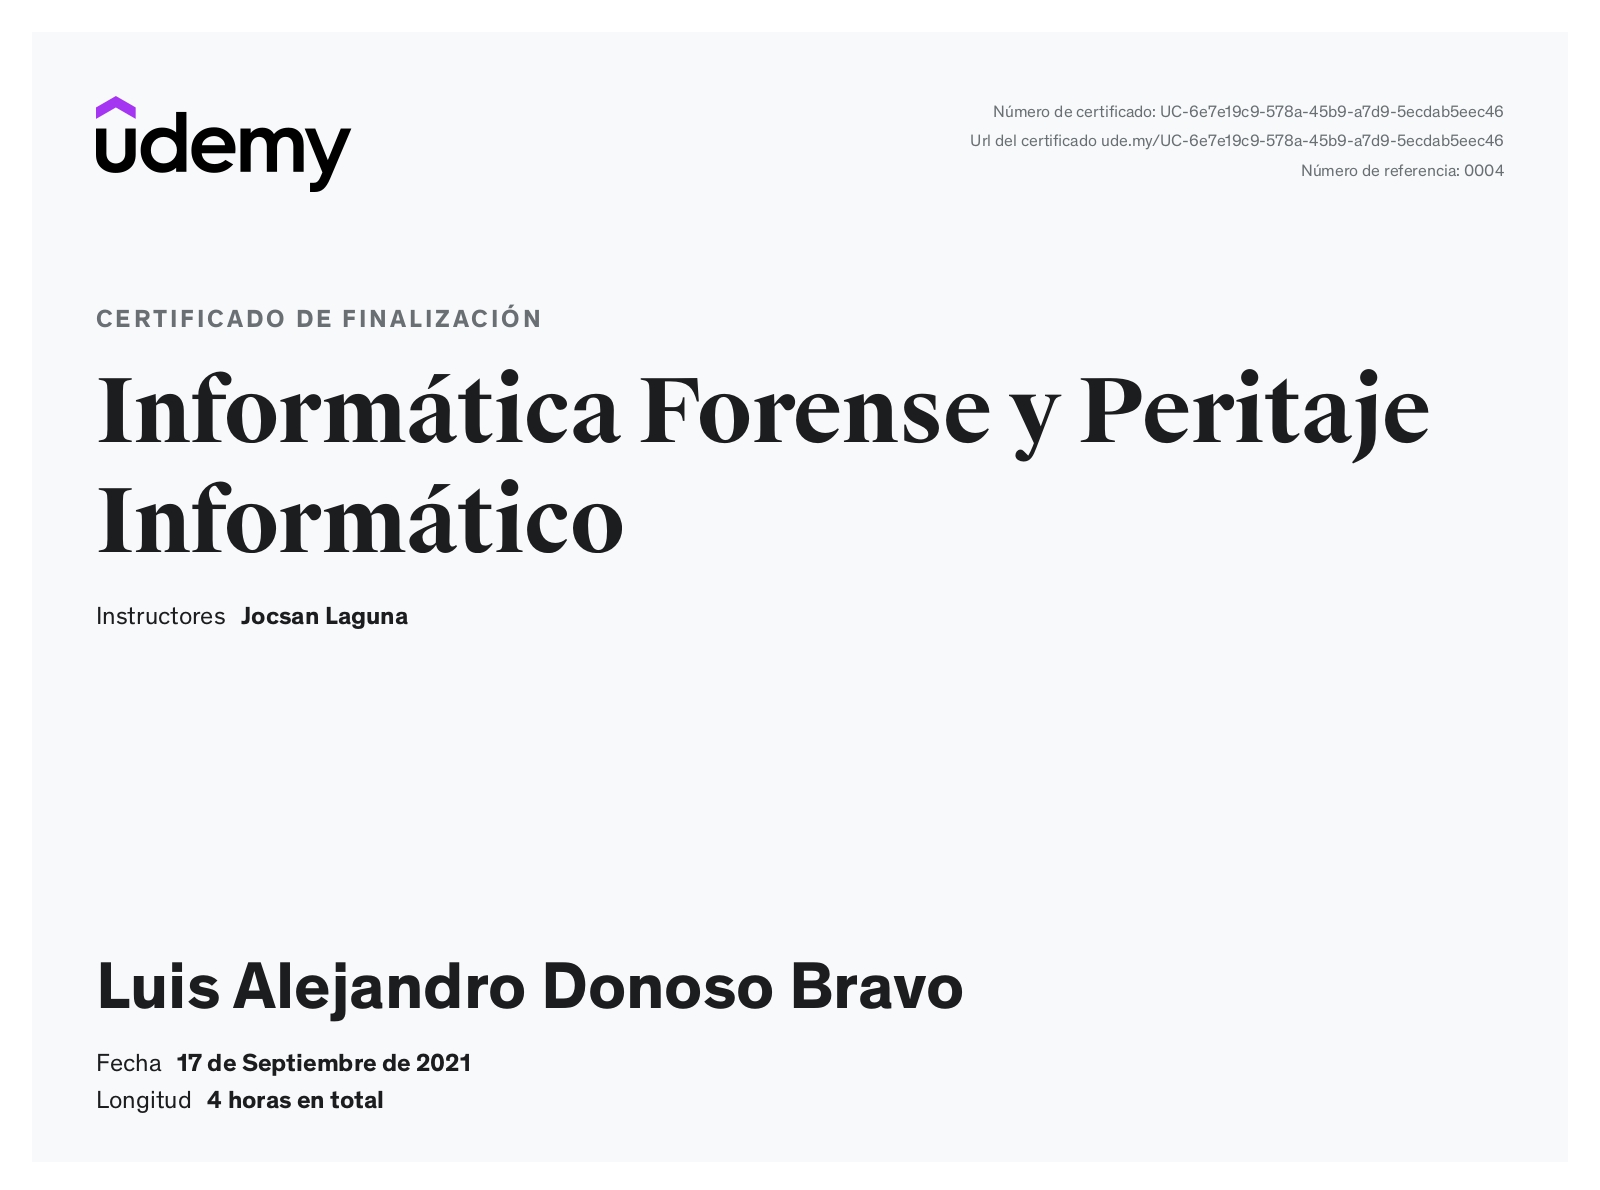 udemy
Número de certificado: UC-6e7e19c9-578a-45b9-a7d9-5ecdab5eec46
Url del certificado ude.my/UC-6e7e19c9-578a-45b9-a7d9-5ecdab5eec46
Número de referencia: 0004
CERTIFICADO DE FINALIZACIÓN
Informática Forense y Peritaje
Informático
Instructores Jocsan Laguna
Luis Alejandro Donoso Bravo
Fecha 17 de Septiembre de 2021
Longitud 4 horas en total